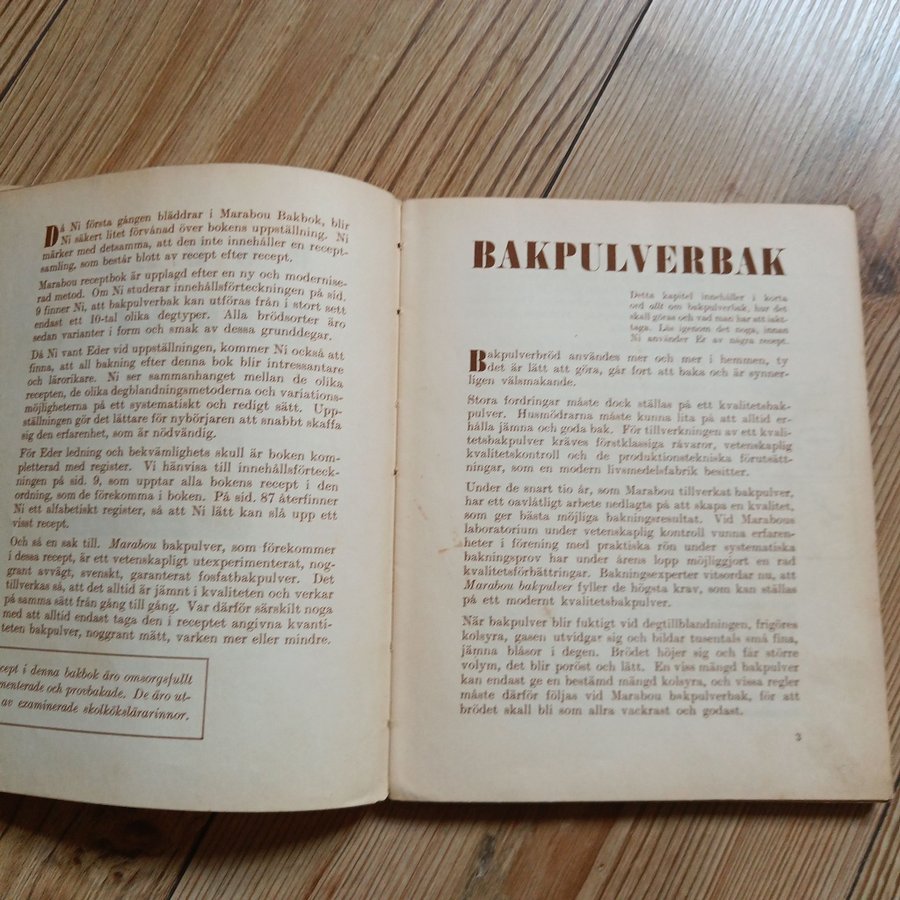 Då Ni första gången bläddrar i Marabou Bakbok, blir
Ni säkert litet förvånad över bokens uppställning. Ni
märker med detsamma, att den inte innehåller en recept-
samling, som består blott av recept efter recept.
Marabou receptbok är upplagd efter en ny och modernise-
rad metod. Om Ni studerar innehållsförteckningen på sid.
9 finner Ni, att bakpulverbak kan utföras från i stort sett
endast ett 10-tal olika degtyper. Alla brödsorter äro
sedan varianter i form och smak av dessa grunddegar.
Då Ni vant Eder vid uppställningen, kommer Ni också att
finna, att all bakning efter denna bok blir intressantare
och lärorikare. Ni ser sammanhanget mellan de olika
recepten, de olika degblandningsmetoderna och variations-
möjligheterna på ett systematiskt och redigt sätt. Upp-
ställningen gör det lättare för nybörjaren att snabbt skaffa
sig den erfarenhet, som är nödvändig.
För Eder ledning och bekvämlighets skull är boken kom-
pletterad med register. Vi hänvisa till innehållsförteck-
ningen på sid. 9, som upptar alla bokens recept i den
ordning, som de förekomma i boken. På sid. 87 återfinner
Ni ett alfabetiskt register, så att Ni lätt kan slå upp ett
visst recept.
Och så en sak till. Marabou bakpulver, som förekommer
i dessa recept, är ett vetenskapligt utexperimenterat, nog-
grant avvägt, svenskt, garanterat fosfatbakpulver. Det
tillverkas så, att det alltid är jämnt i kvaliteten och verkar
på samma sätt från gång till gång. Var därför särskilt noga
med att alltid endast taga den i receptet angivna kvanti-
teten bakpulver, noggrant mätt, varken mer eller mindre.
cept i denna bakbok äro omsorgsfullt
menterade och provbakade. De äro ut-
av examinerade skolkökslärarinnor.
BAKPULVERBAK
Detta kapitel innehåller i korta
ord allt om bakpulverbak, hur det
skall göras och vad man har att iakt-
taga. Läs igenom det noga, innan
Ni använder Er av några recept.
Bakpulverbröd användes mer och mer i hemmen, ty
det är lätt att göra, går fort att baka och är synner-
ligen välsmakande.
Stora fordringar måste dock ställas på ett kvalitetsbak-
pulver. Husmödrarna måste kunna lita på att alltid er-
hålla jämna och goda bak. För tillverkningen av ett kvali-
tetsbakpulver kräves förstklassiga råvaror, vetenskaplig
kvalitetskontroll och de produktionstekniska förutsätt-
ningar, som en modern livsmedelsfabrik besitter.
Under de snart tio år, som Marabou tillverkat bakpulver,
har ett oavlåtligt arbete nedlagts på att skapa en kvalitet,
som ger bästa möjliga bakningsresultat. Vid Marabous
laboratorium under vetenskaplig kontroll vunna erfaren-
heter i förening med praktiska rön under systematiska
bakningsprov har under årens lopp möjliggjort en rad
kvalitetsförbättringar. Bakningsexperter vitsordar nu, att
Marabou bakpulver fyller de högsta krav, som kan ställas
på ett modernt kvalitetsbakpulver.
När bakpulver blir fuktigt vid degtillblandningen, frigöres
kolsyra, gasen utvidgar sig och bildar tusentals små fina,
jämna blåsor i degen. Brödet höjer sig och får större
volym, det blir poröst och lätt. En viss mängd bakpulver
kan endast ge en bestämd mängd kolsyra, och vissa regler
måste därför följas vid Marabou bakpulverbak, för att
brödet skall bli som allra vackrast och godast.
3